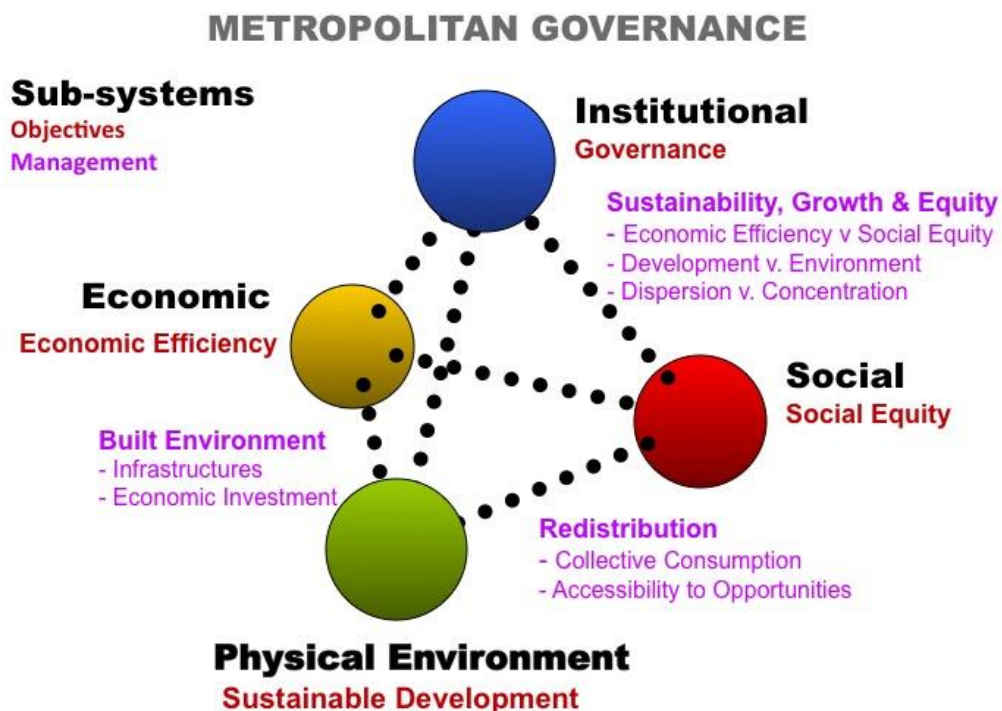 METROPOLITAN GOVERNANCE
Sub-systems
Objectives
Management
Institutional
Governance
Sustainability, Growth & Equity
- Economic Efficiency v Social Equity
- Development v. Environment
- Dispersion v. Concentration
Economic
Economic Efficiency
Social
Social Equity
Built Environment
- Infrastructures
- Economic Investment
Redistribution
- Collective Consumption
- Accessibility to Opportunities
Physical Environment
Sustainable Development